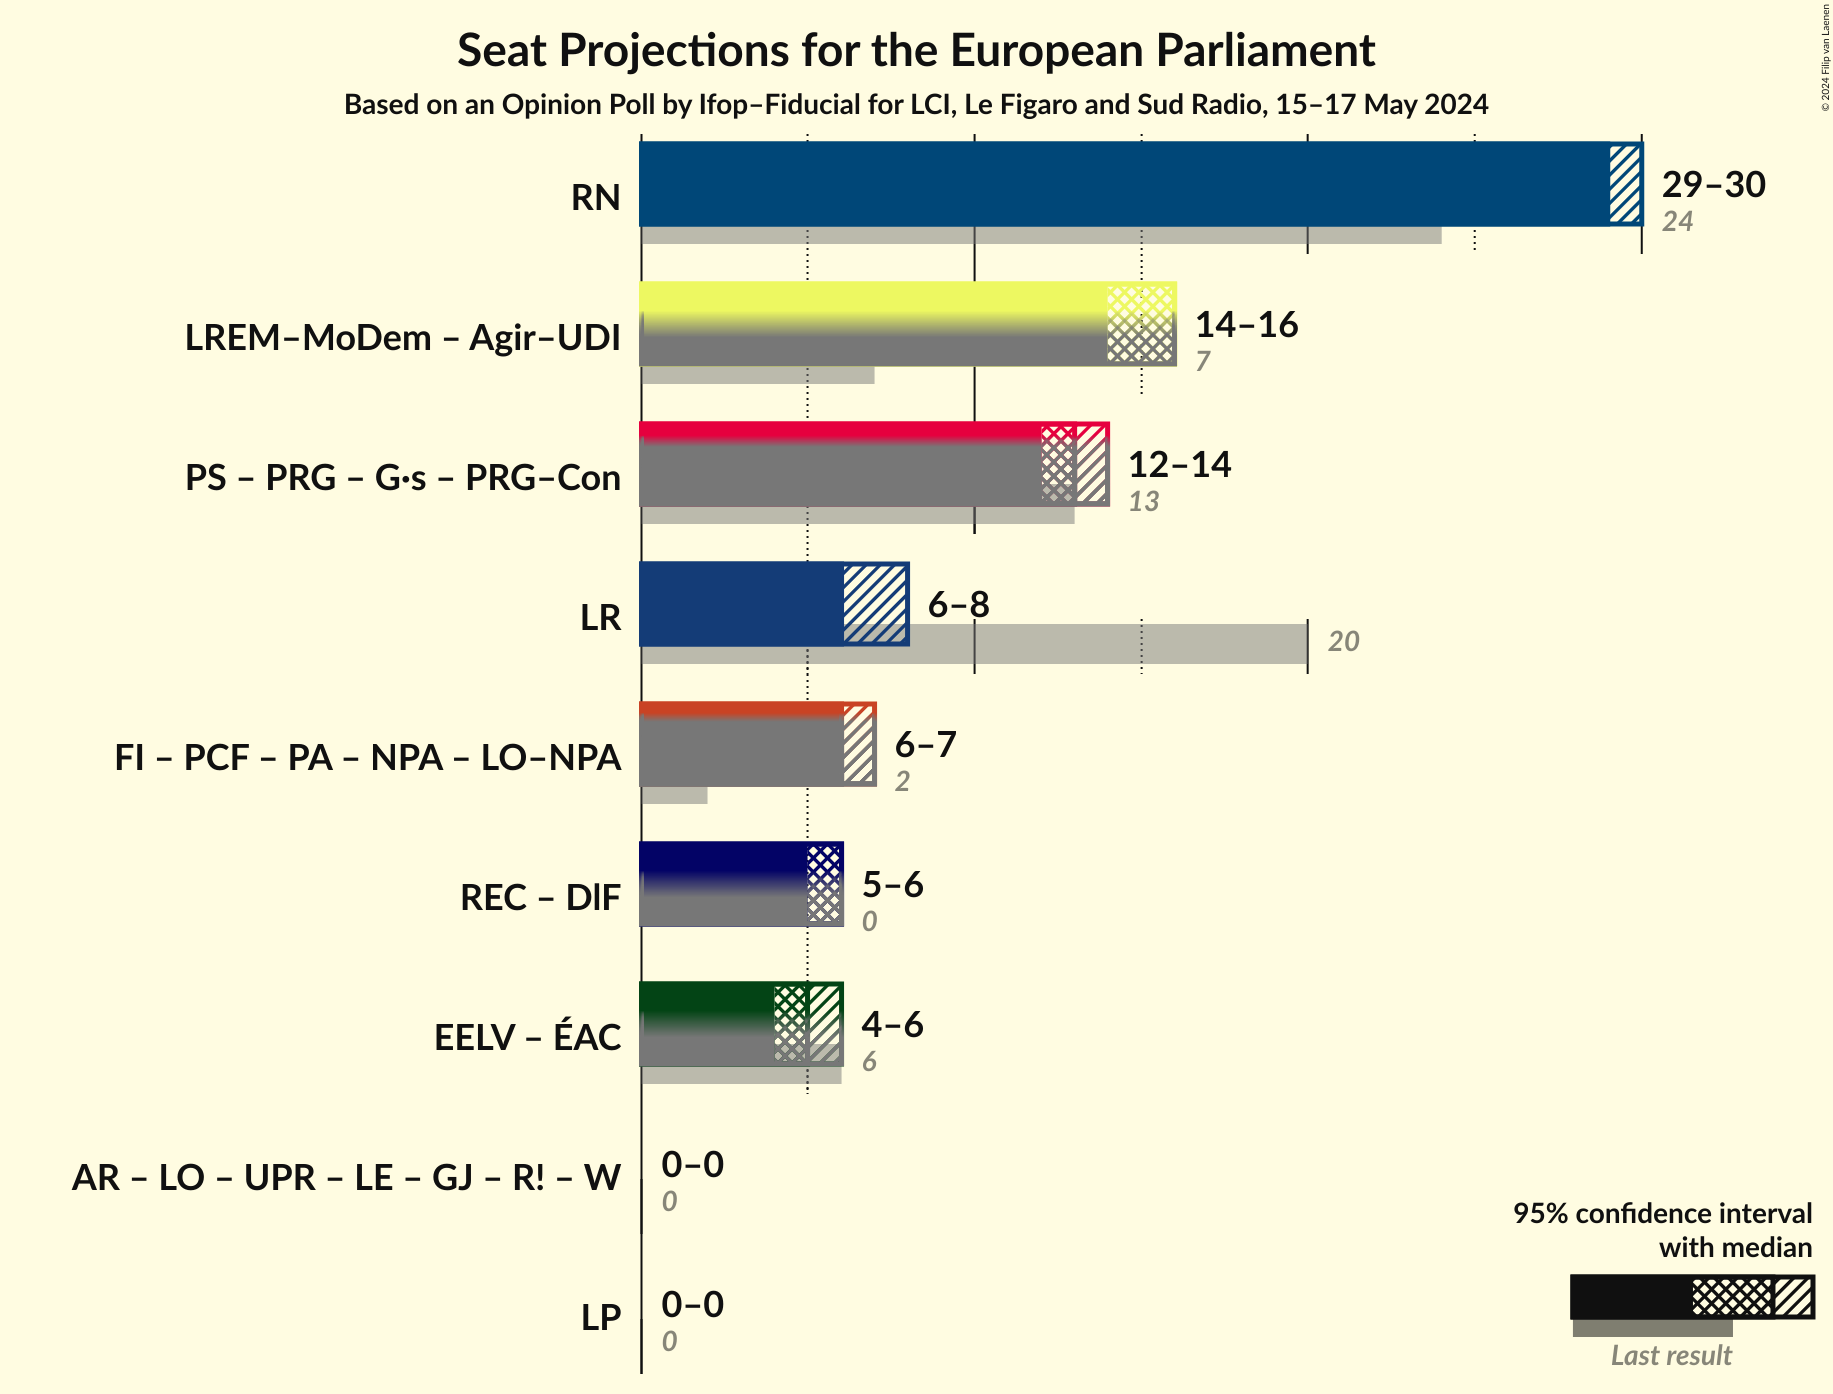 Seat Projections for the European Parliament
Based on an Opinion Poll by Ifop–Fiducial for LCI, Le Figaro and Sud Radio, 15–17 May 2024
© 2024 Filip van Laenen
RN
29–30
24
LREM–MoDem – Agir–UDI
14–16
7
PS – PRG – G·s – PRG–Con
12–14
13
LR
6–8
20
FI – PCF – PA – NPA – LO–NPA
6–7
2
REC – DlF
5–6
0
EELV – ÉAC
4–6
6
AR – LO – UPR – LE – GJ – R! – W
0–0
0
LP
0–0
0
95% confidence interval
with median
Last result